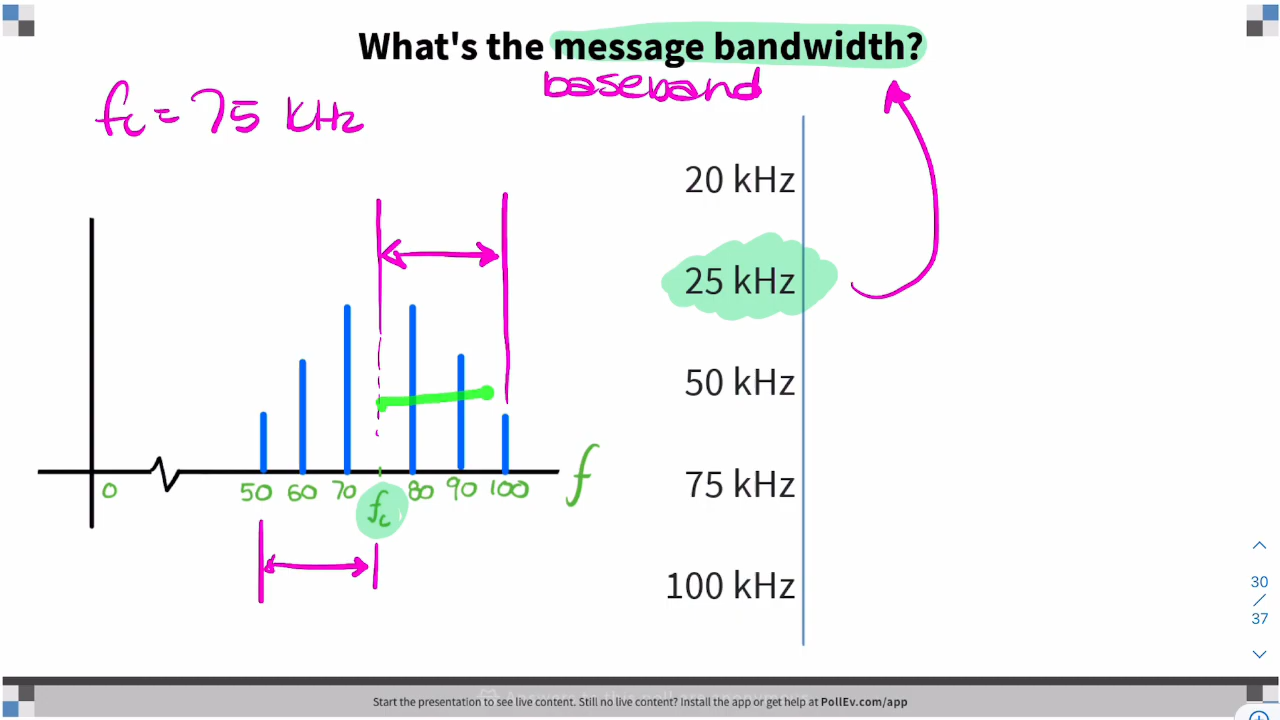 What's the message bandwidth?
baseband
fc = 75 KHz
20 kHz
25 kHz
50 kHz
75 kHz
100 kHz
0 50 60 70 fc 80 90 100 f
30
/
37
Start the presentation to see live content. Still no live content? Install the app or get help at PollEv.com/app